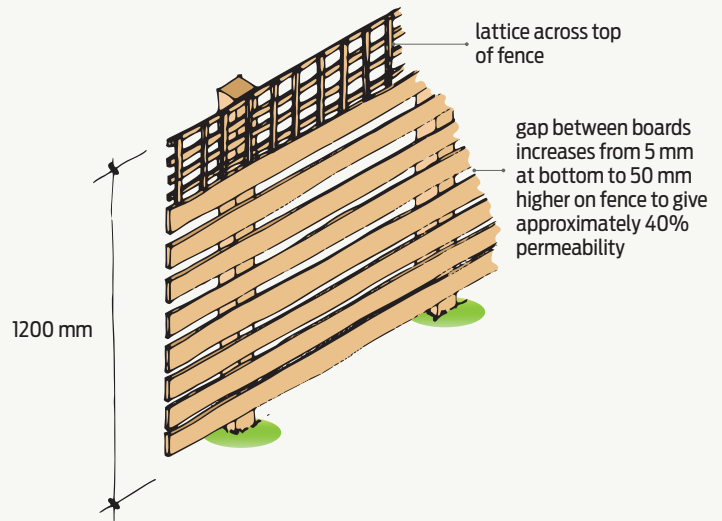 lattice across top
of fence
gap between boards
increases from 5 mm
at bottom to 50 mm
higher on fence to give
approximately 40%
permeability
1200 mm